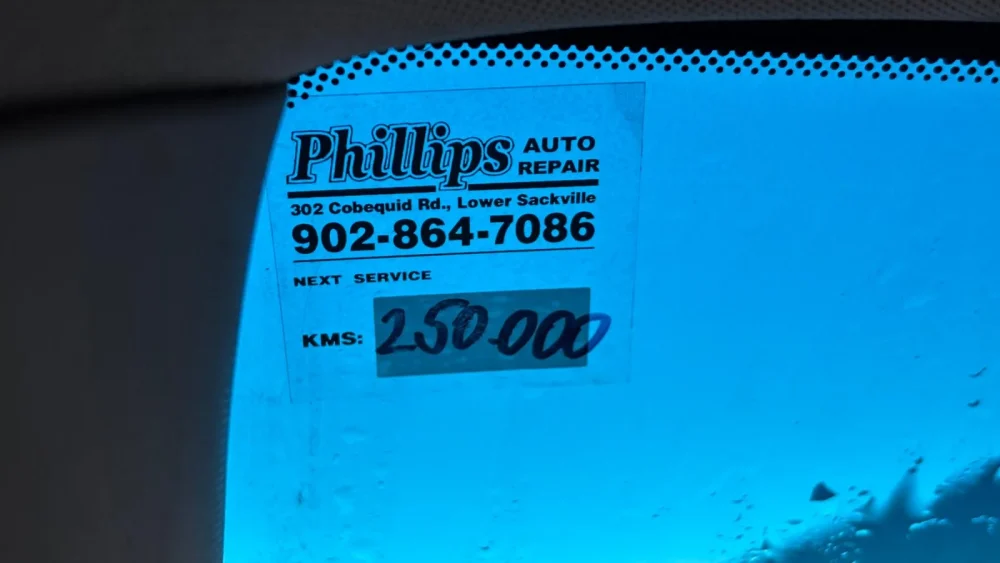 Phillips AUTO REPAIR
302 Cobequid Rd., Lower Sackville
902-864-7086
NEXT SERVICE
KMS: 250.000